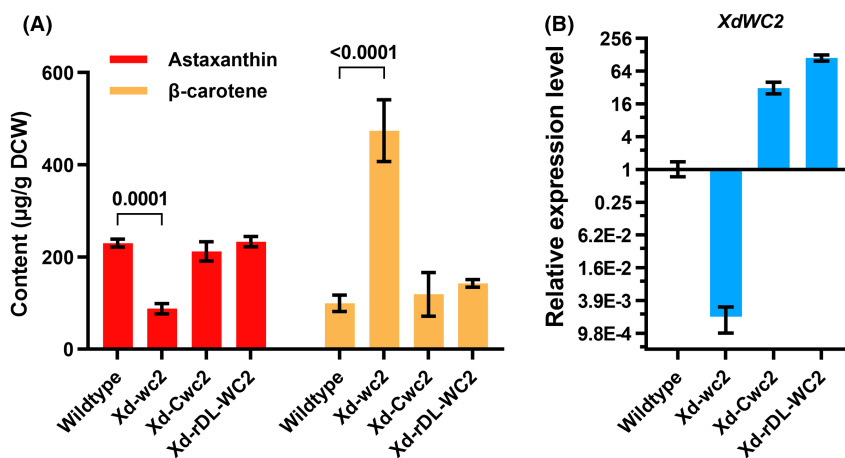 (A)
Astaxanthin
β-carotene
<0.0001
0.0001
Content (μg/g DCW)
600
400
200
0
Wildtype
Xd-wc2
Xd-Cwc2
Xd-rDL-WC2
Wildtype
Xd-wc2
Xd-Cwc2
Xd-rDL-WC2
(B)
XdWC2
Relative expression level
256
64
16
4
1
0.25
6.2E-2
1.6E-2
3.9E-3
9.8E-4
Wildtype
Xd-wc2
Xd-Cwc2
Xd-rDL-WC2